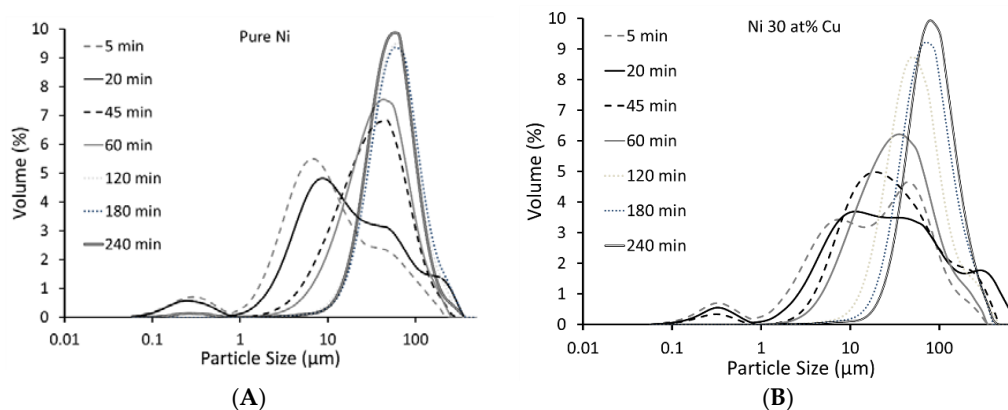 Pure Ni
10
9
8
7
6
5
4
3
2
1
0
Volume (%)
5 min
20 min
45 min
60 min
120 min
180 min
240 min
0.01 0.1 1 10 100
Particle Size (µm)
(A)
Ni 30 at% Cu
10
9
8
7
6
5
4
3
2
1
0
Volume (%)
5 min
20 min
45 min
60 min
120 min
180 min
240 min
0.01 0.1 1 10 100
Particle Size (µm)
(B)